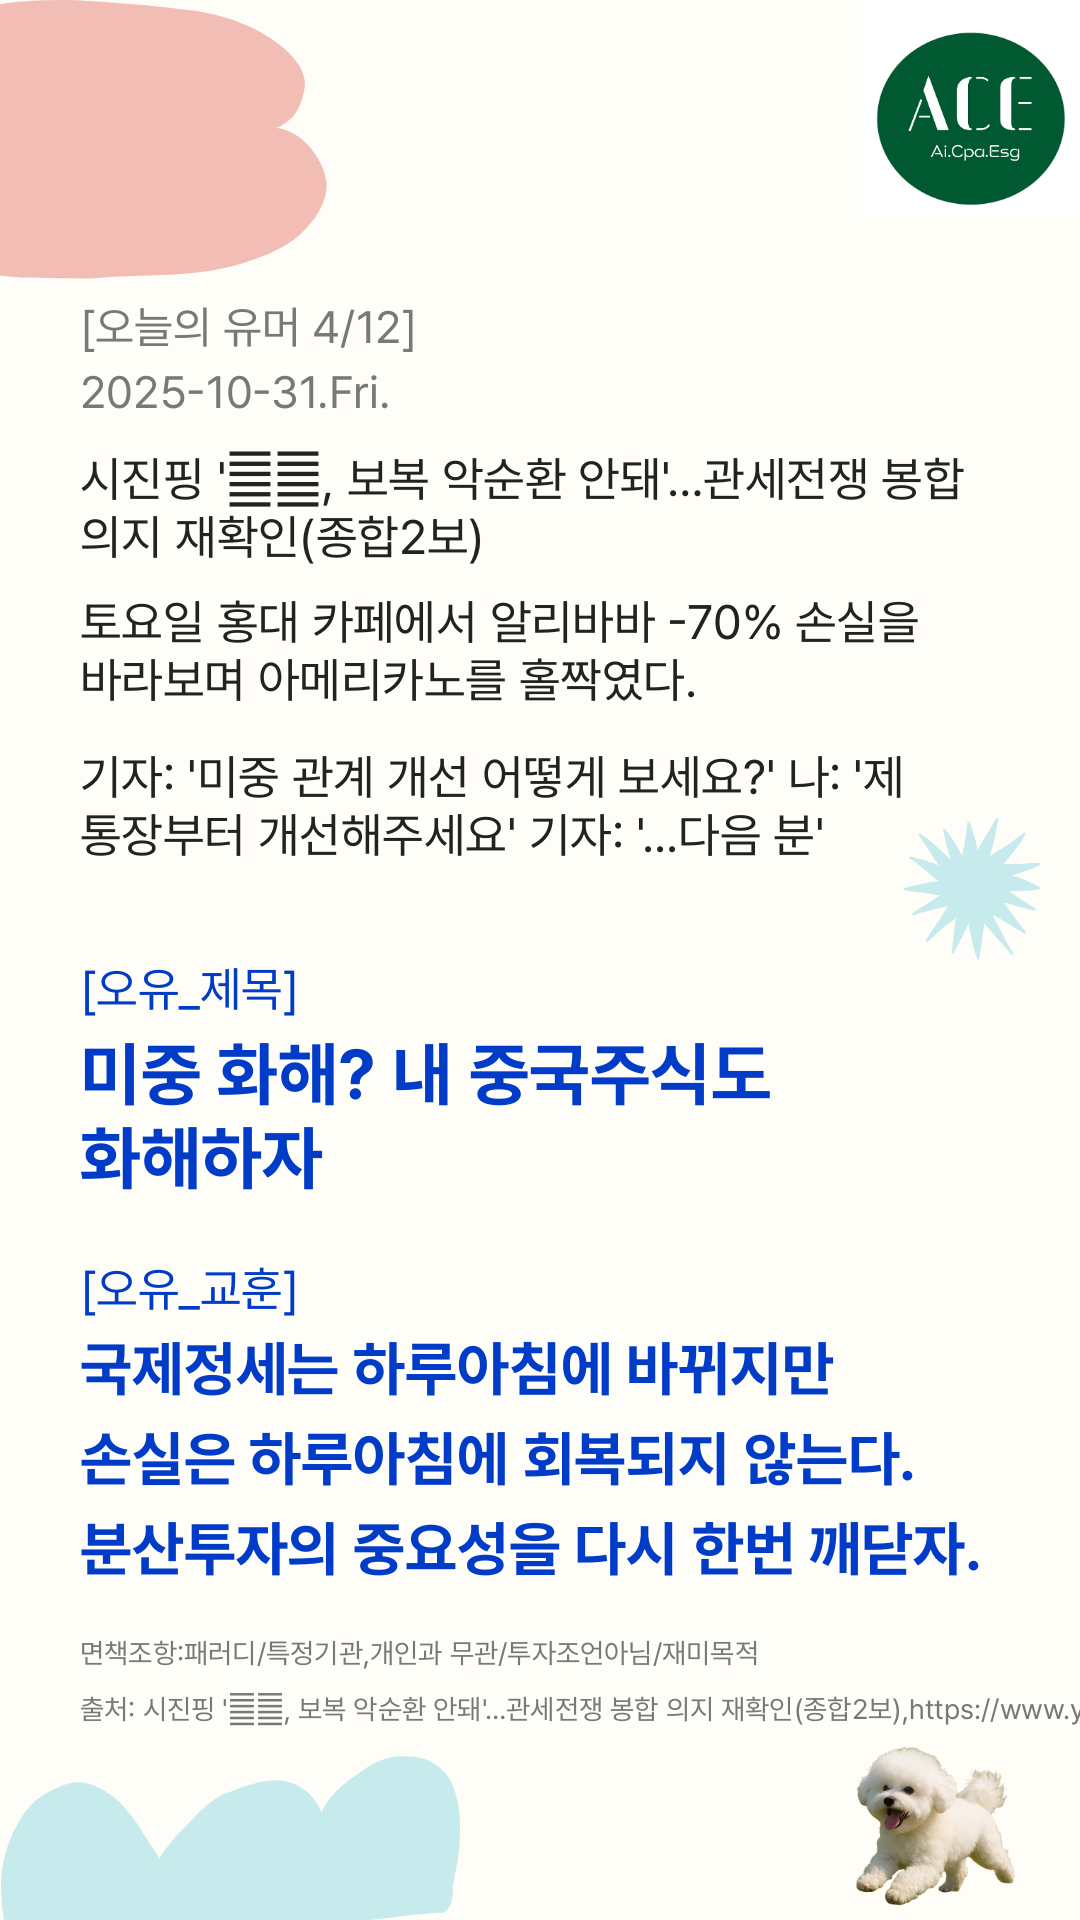 ACE
Ai.Cpa.Esg
[오늘의 유머 4/12]
2025-10-31.Fri.
시진핑 ', 보복 악순환 안돼'...관세전쟁 봉합
의지 재확인(종합2보)
토요일 홍대 카페에서 알리바바 -70% 손실을
바라보며 아메리카노를 홀짝였다.
기자: '미중 관계 개선 어떻게 보세요?' 나: '제
통장부터 개선해주세요' 기자: '...다음 분'
[오유_제목]
미중 화해? 내 중국주식도
화해하자
[오유_교훈]
국제정세는 하루아침에 바뀌지만
손실은 하루아침에 회복되지 않는다.
분산투자의 중요성을 다시 한번 깨닫자.
면책조항:패러디/특정기관,개인과 무관/투자조언아님/재미목적
출처: 시진핑 ', 보복 악순환 안돼'...관세전쟁 봉합 의지 재확인(종합2보),https://www.y